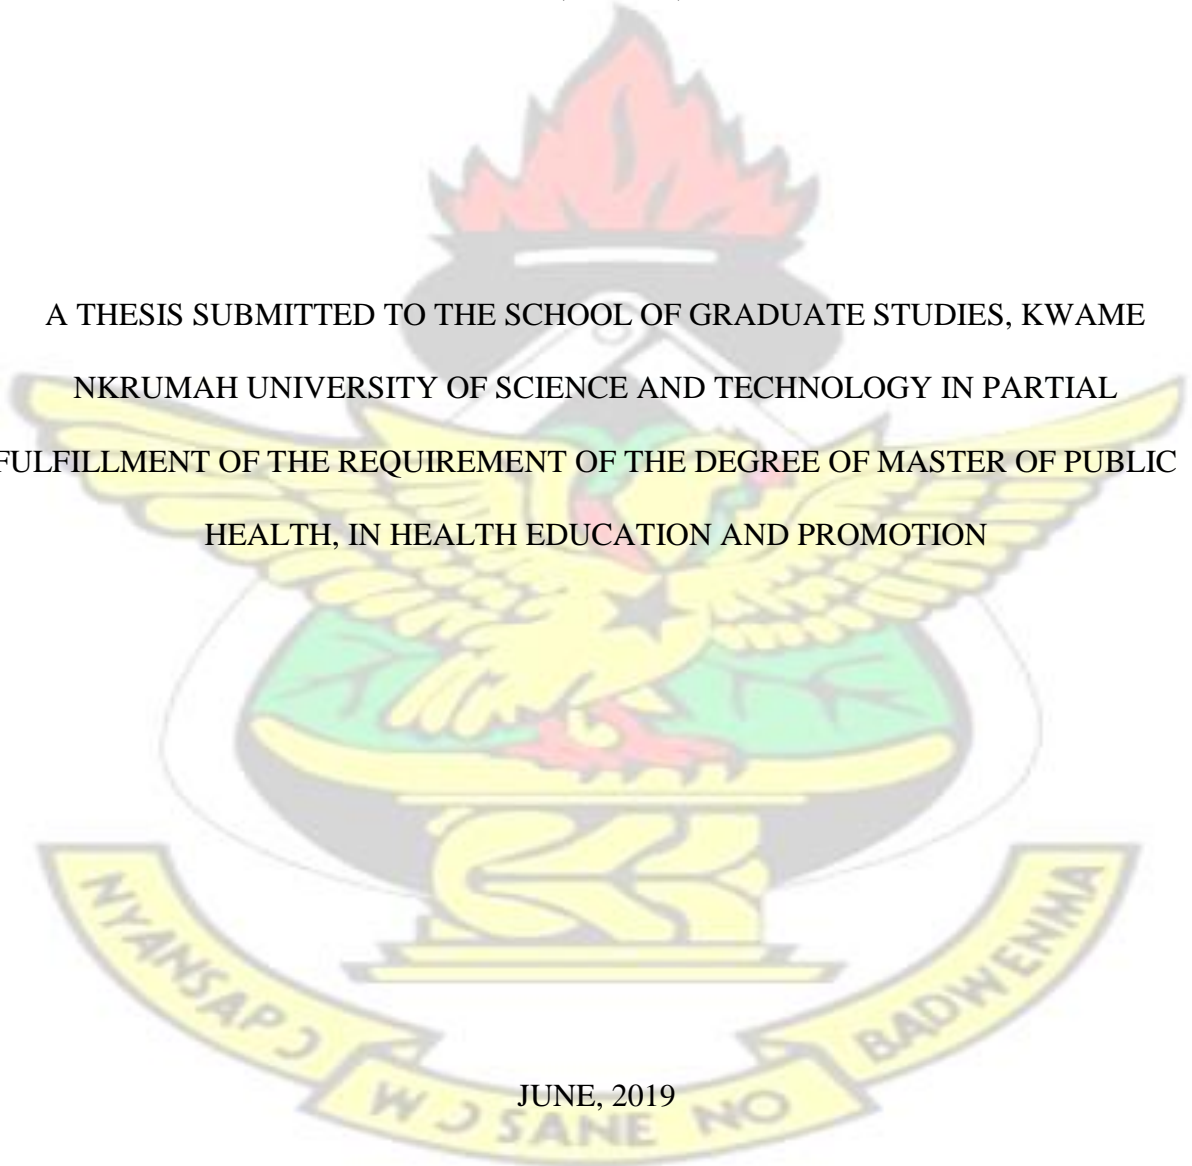 A THESIS SUBMITTED TO THE SCHOOL OF GRADUATE STUDIES, KWAME
NKRUMAH UNIVERSITY OF SCIENCE AND TECHNOLOGY IN PARTIAL
FULFILLMENT OF THE REQUIREMENT OF THE DEGREE OF MASTER OF PUBLIC
HEALTH, IN HEALTH EDUCATION AND PROMOTION
NYANSAPƆ
WƆ SANE NO
BADWENMA
JUNE, 2019